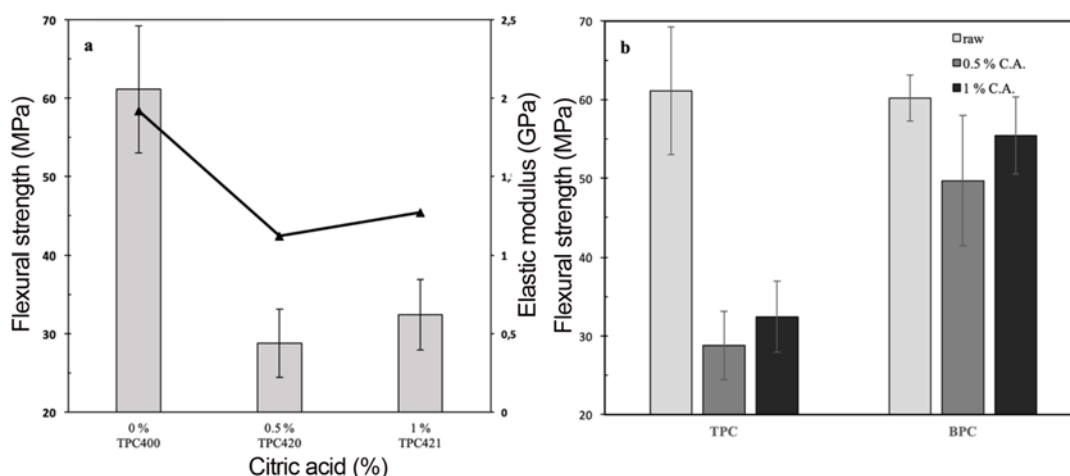 a
Flexural strength (MPa)
70
60
50
40
30
20
2,5
2
1
0,5
0
Elastic modulus (GPa)
0 %
TPC400
0.5 %
TPC420
1 %
TPC421
Citric acid (%)
b
Flexural strength (MPa)
70
60
50
40
30
20
raw
0.5 % C.A.
1 % C.A.
TPC
BPC